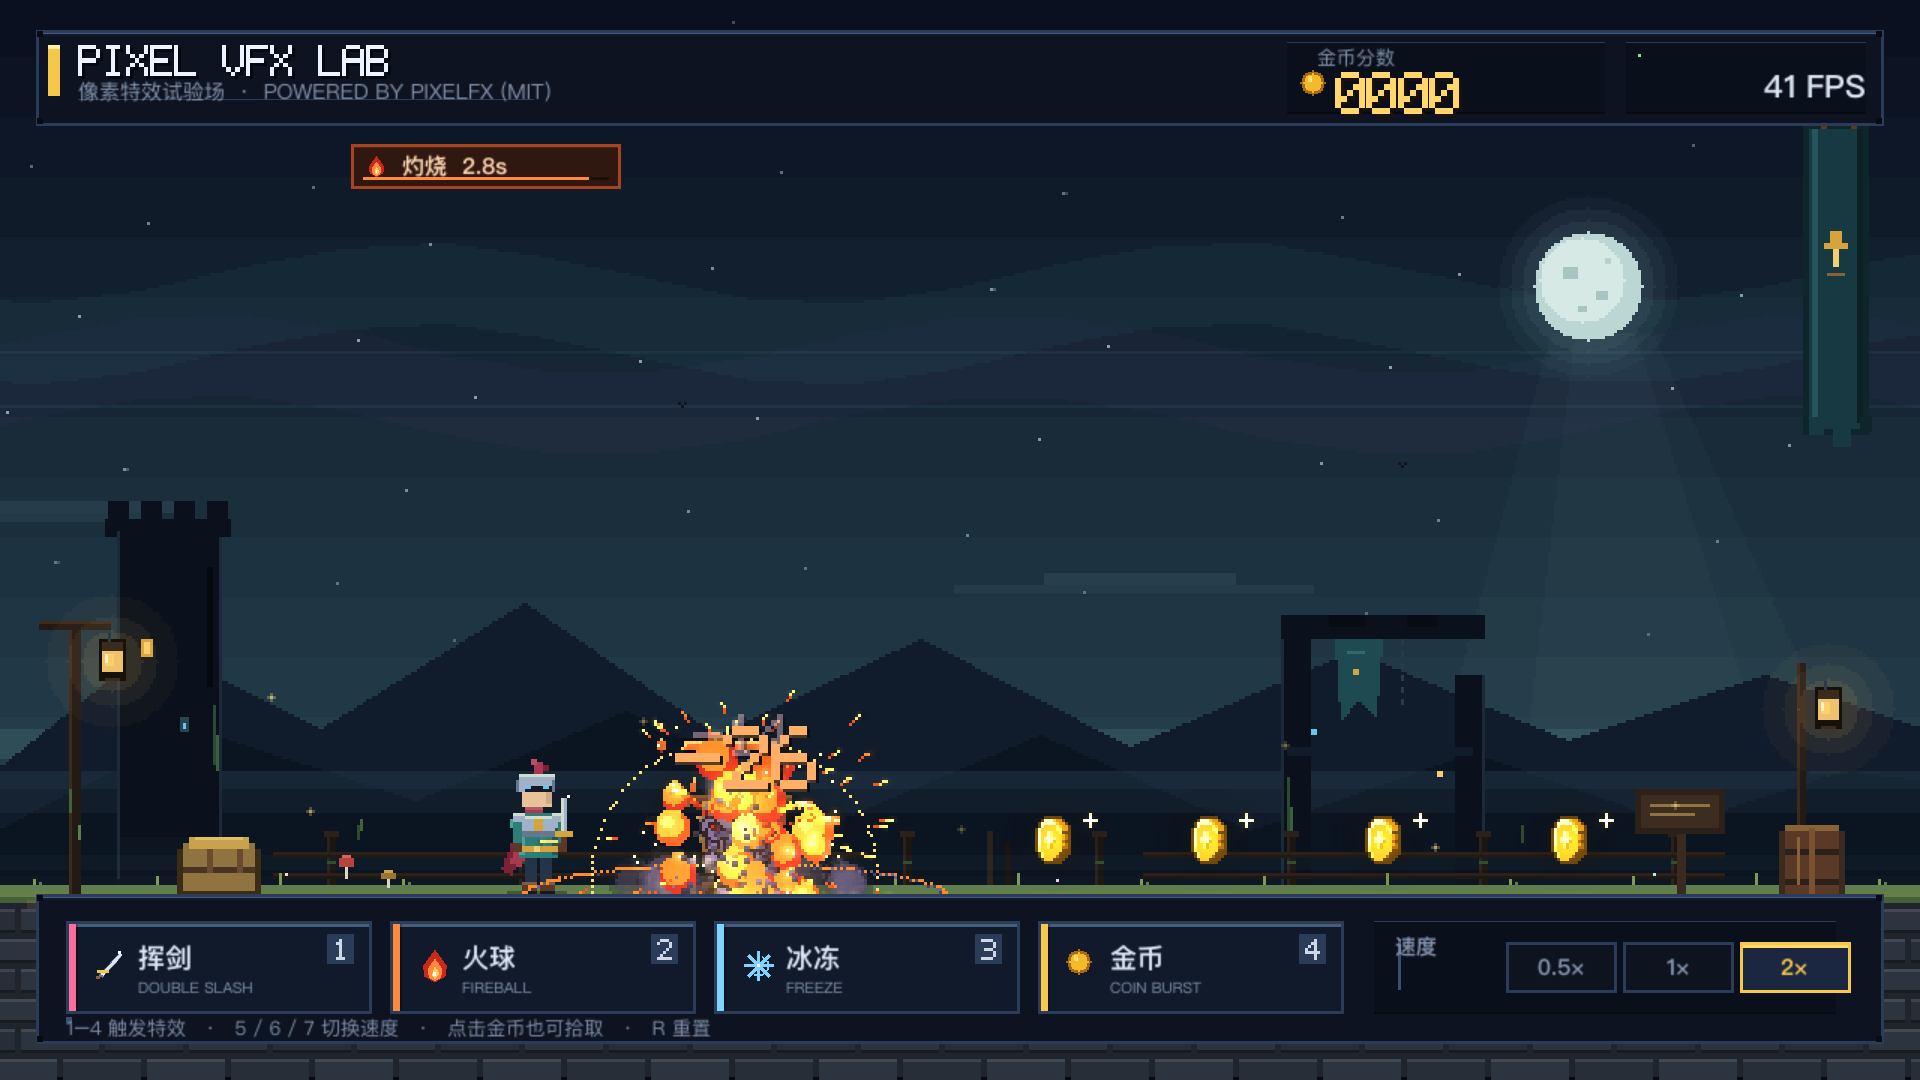 PIXEL VFX LAB
像素特效试验场 · POWERED BY PIXELFX (MIT)
金币分数
0000
41 FPS
灼烧 2.8s
挥剑 1
DOUBLE SLASH
火球 2
FIREBALL
冰冻 3
FREEZE
金币 4
COIN BURST
速度
0.5×
1×
2×
1—4 触发特效 · 5 / 6 / 7 切换速度 · 点击金币也可拾取 · R 重置